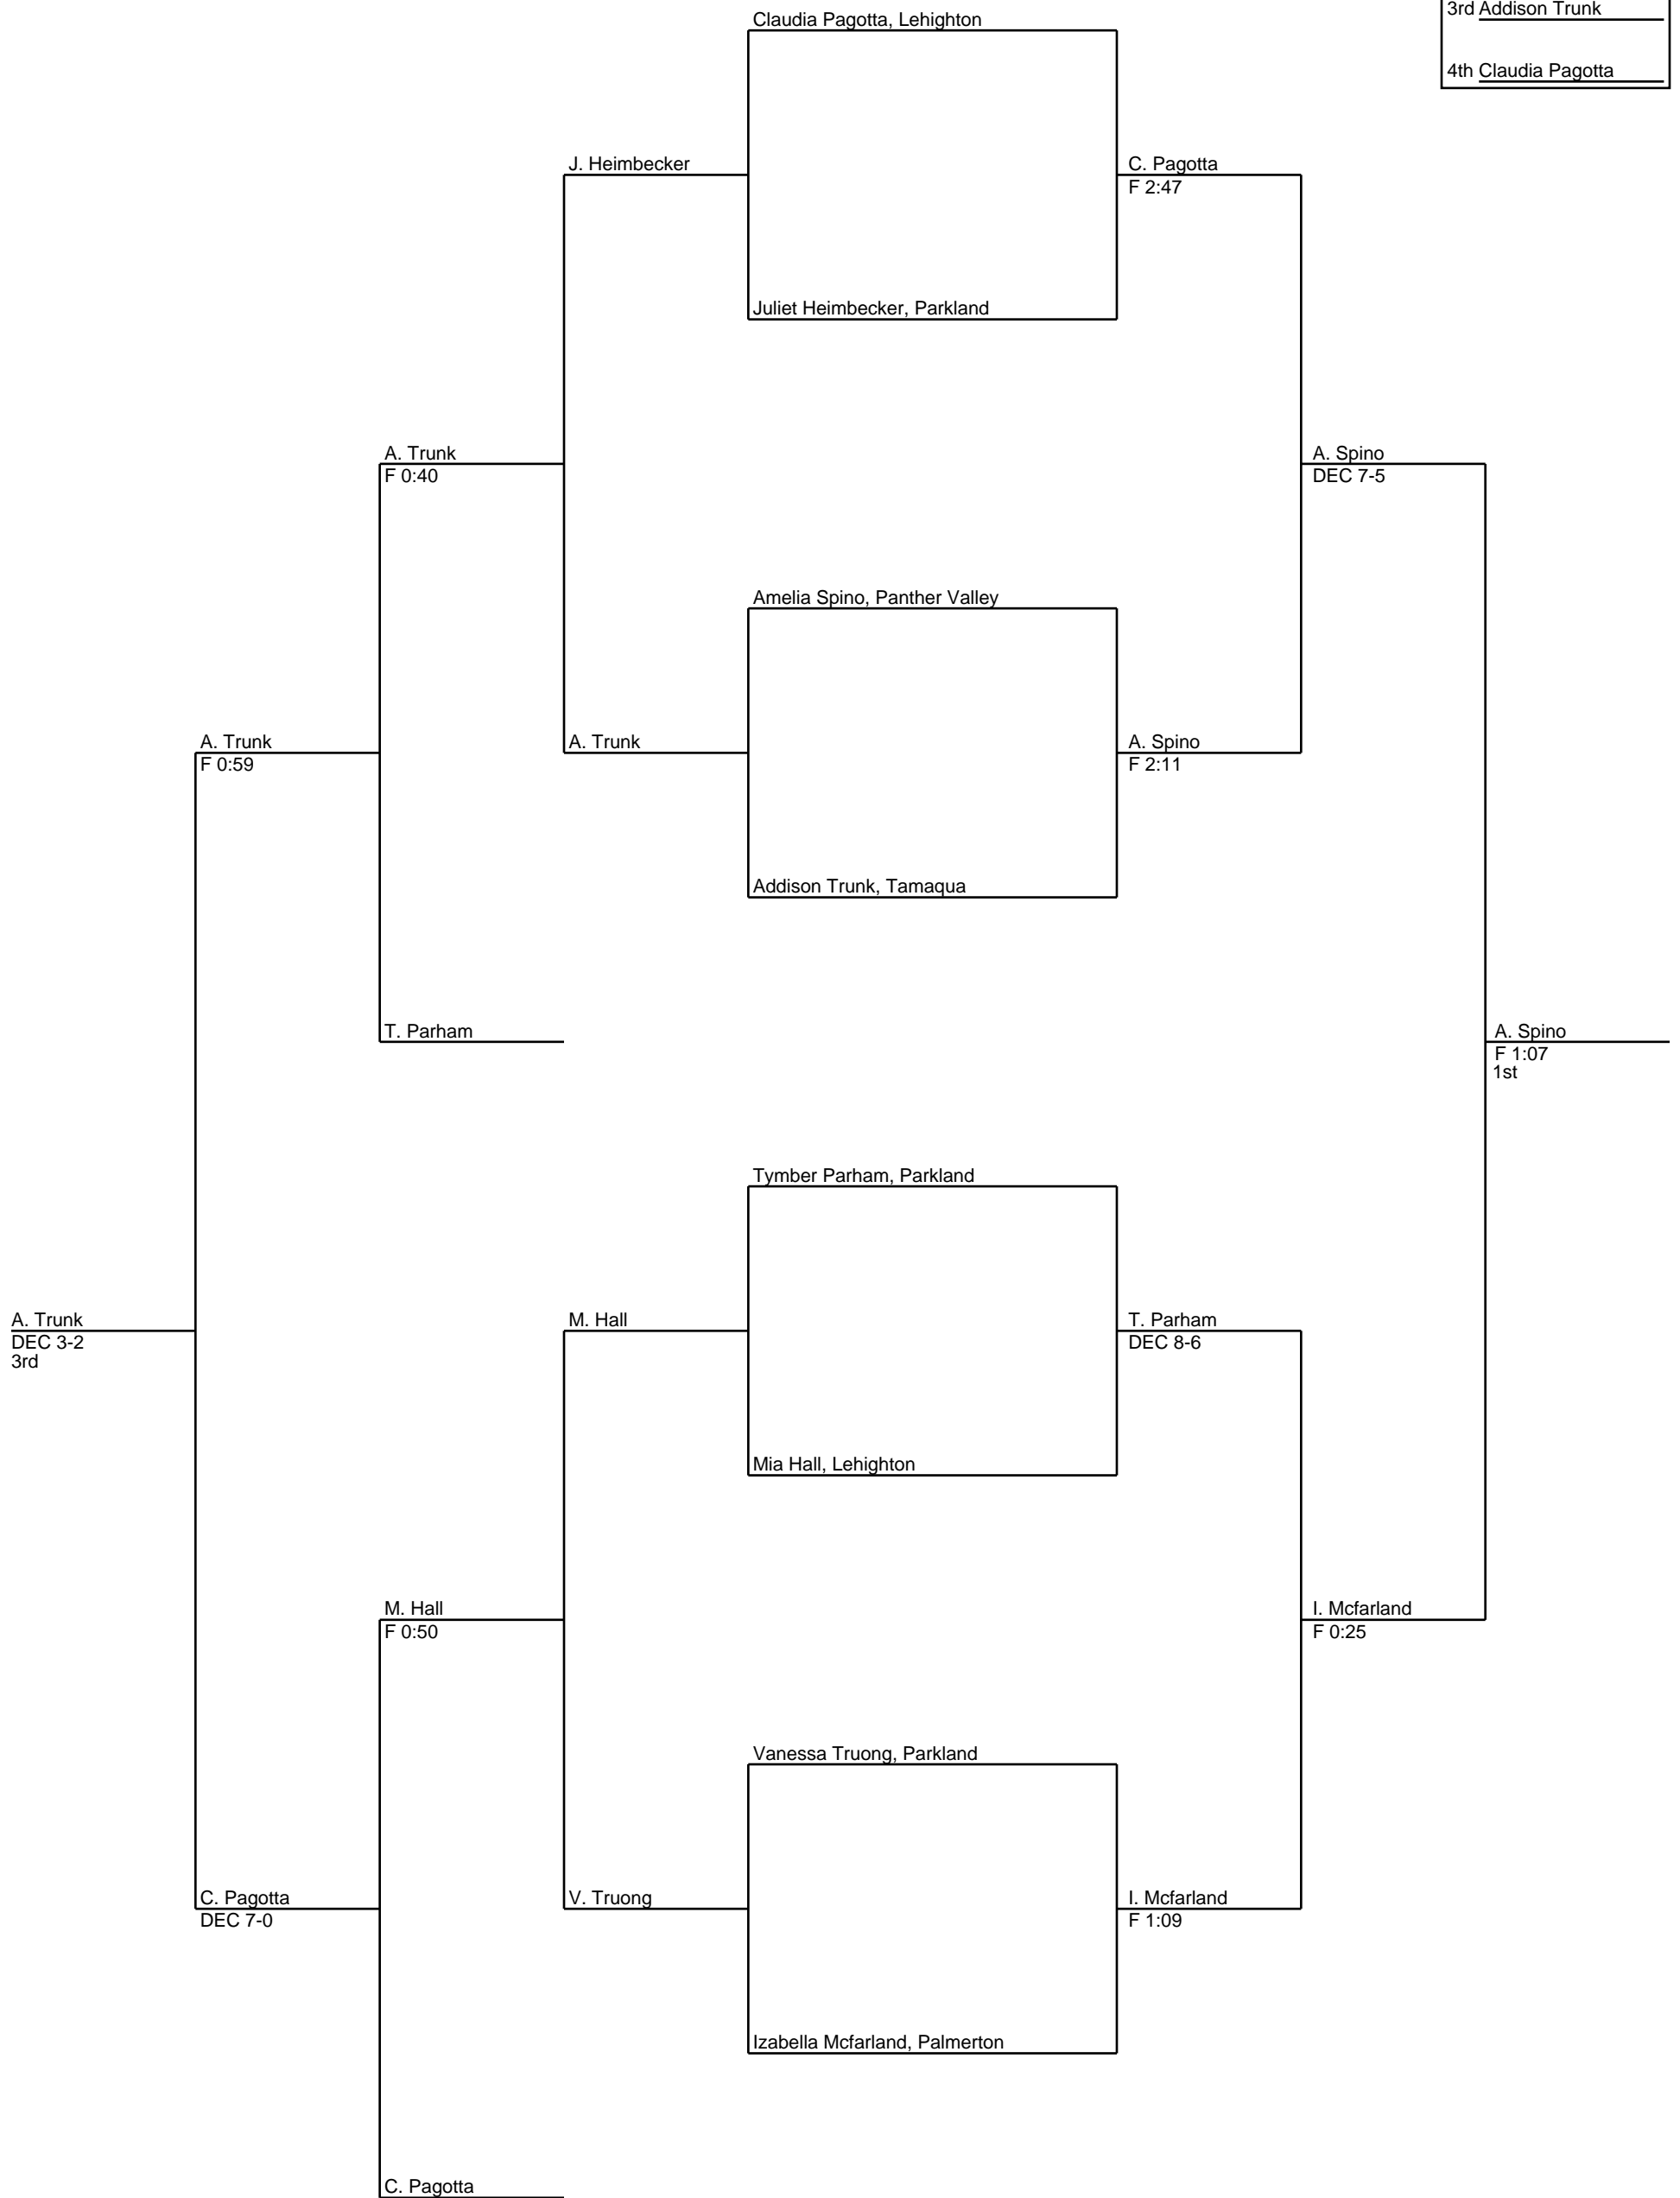 3rd Addison Trunk
4th Claudia Pagotta
Claudia Pagotta, Lehighton
J. Heimbecker
C. Pagotta
F 2:47
Juliet Heimbecker, Parkland
A. Trunk
F 0:40
A. Spino
DEC 7-5
Amelia Spino, Panther Valley
A. Trunk
F 0:59
A. Trunk
A. Spino
F 2:11
Addison Trunk, Tamaqua
T. Parham
A. Spino
F 1:07
1st
Tymber Parham, Parkland
A. Trunk
DEC 3-2
3rd
M. Hall
T. Parham
DEC 8-6
Mia Hall, Lehighton
M. Hall
F 0:50
I. Mcfarland
F 0:25
Vanessa Truong, Parkland
C. Pagotta
DEC 7-0
V. Truong
I. Mcfarland
F 1:09
Izabella Mcfarland, Palmerton
C. Pagotta